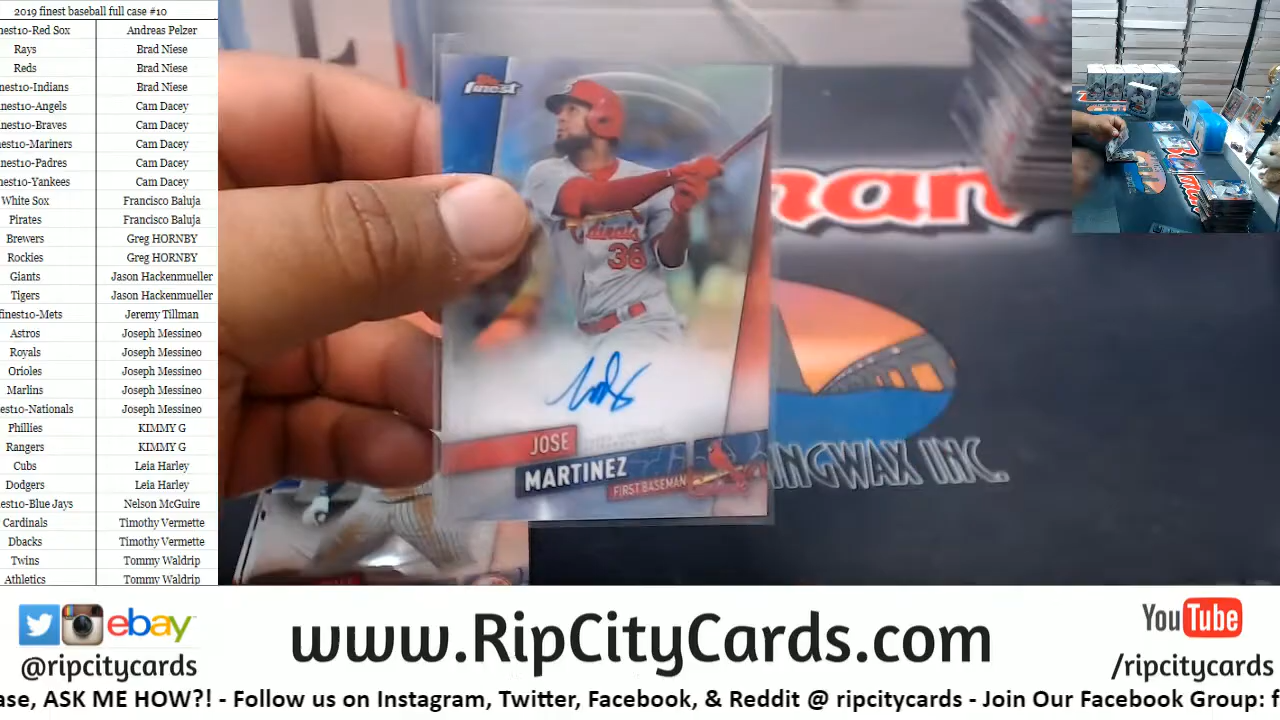 2019 finest baseball full case #10
nest10-Red Sox Andreas Pelzer
Rays Brad Niese
Reds Brad Niese
nest10-Indians Brad Niese
nest10-Angels Cam Dacey
nest10-Braves Cam Dacey
nest10-Mariners Cam Dacey
nest10-Padres Cam Dacey
nest10-Yankees Cam Dacey
White Sox Francisco Baluja
Pirates Francisco Baluja
Brewers Greg HORNBY
Rockies Greg HORNBY
Giants Jason Hackenmueller
Tigers Jason Hackenmueller
finest10-Mets Jeremy Tillman
Astros Joseph Messineo
Royals Joseph Messineo
Orioles Joseph Messineo
Marlins Joseph Messineo
nest10-Nationals Joseph Messineo
Phillies KIMMY G
Rangers KIMMY G
Cubs Leia Harley
Dodgers Leia Harley
nest10-Blue Jays Nelson McGuire
Cardinals Timothy Vermette
Dbacks Timothy Vermette
Twins Tommy Waldrip
Athletics Tommy Waldrip
finest
Cardinals
38
JOSE
MARTINEZ
FIRST BASEMAN
man
INGWAX INC.
ebay
@ripcitycards
www.RipCityCards.com
YouTube
/ripcitycards
ase, ASK ME HOW?! - Follow us on Instagram, Twitter, Facebook, & Reddit @ ripcitycards - Join Our Facebook Group: f